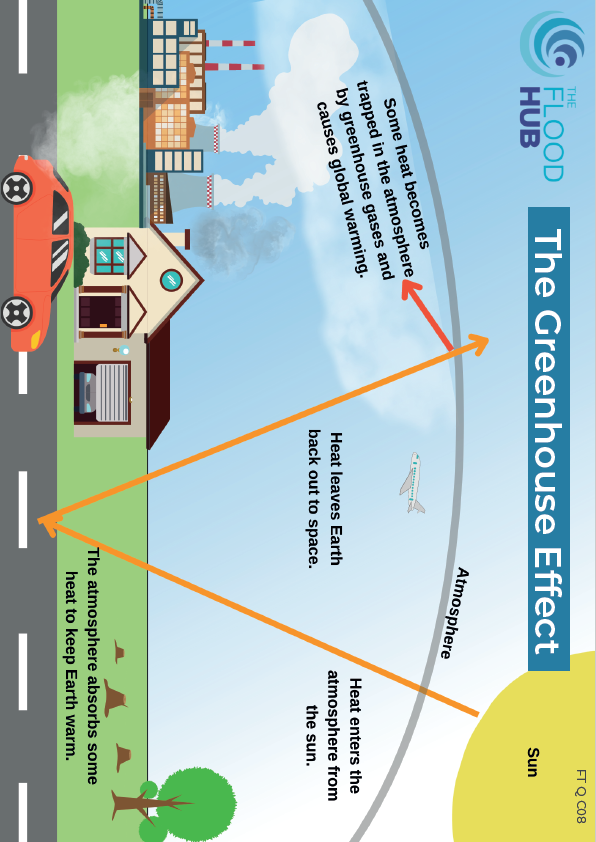 THE
FLOOD
HUB
The Greenhouse Effect
FT Q C08
Sun
Atmosphere
Some heat becomes
trapped in the atmosphere
by greenhouse gases and
causes global warming.
Heat leaves Earth
back out to space.
Heat enters the
atmosphere from
the sun.
The atmosphere absorbs some
heat to keep Earth warm.